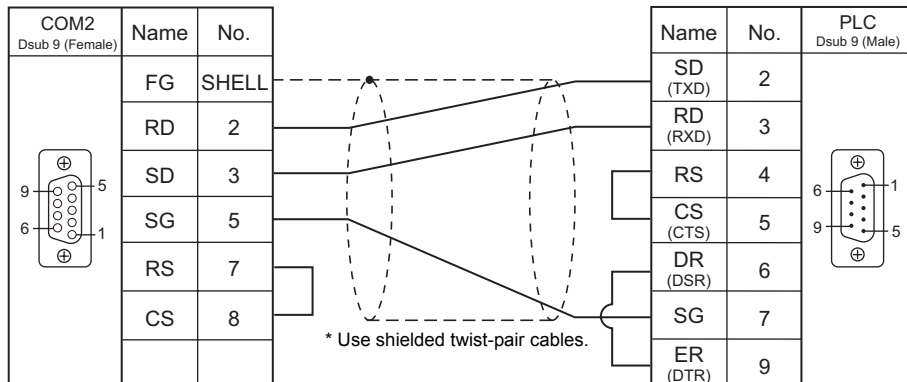 COM2
Dsub 9 (Female)
Name
No.
FG
SHELL
RD
2
SD
3
SG
5
RS
7
CS
8
9
5
6
1
* Use shielded twist-pair cables.
Name
No.
PLC
Dsub 9 (Male)
SD
(TXD)
2
RD
(RXD)
3
RS
4
CS
(CTS)
5
DR
(DSR)
6
SG
7
ER
(DTR)
9
6
1
9
5